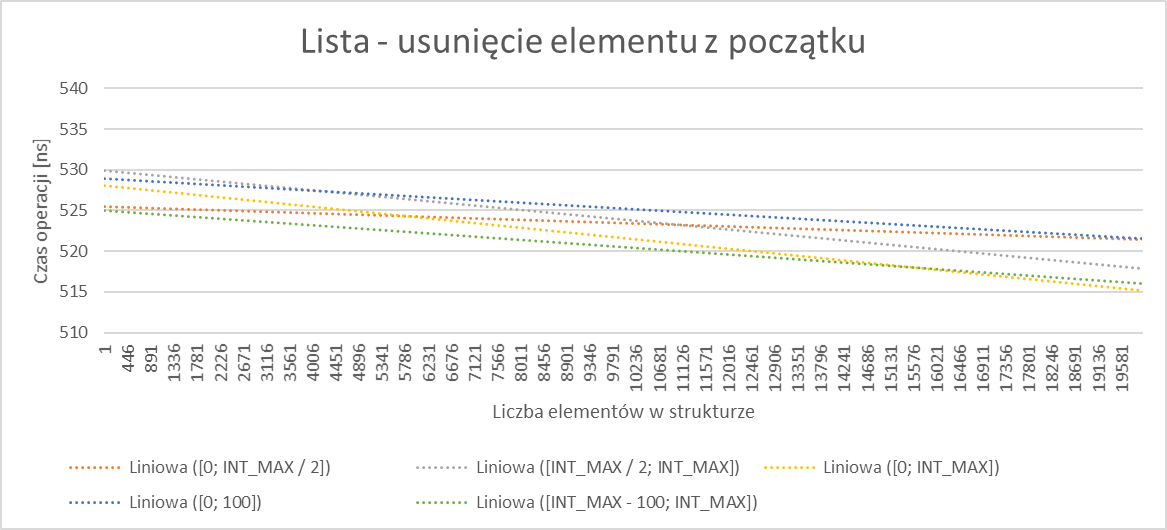 Lista - usunięcie elementu z początku
540
535
530
525
520
515
510
Czas operacji [ns]
1 446 891 1336 1781 2226 2671 3116 3561 4006 4451 4896 5341 5786 6231 6676 7121 7566 8011 8456 8901 9346 9791 10236 10681 11126 11571 12016 12461 12906 13351 13796 14241 14686 15131 15576 16021 16466 16911 17356 17801 18246 18691 19136 19581
Liczba elementów w strukturze
Liniowa ([0; INT_MAX / 2]) Liniowa ([INT_MAX / 2; INT_MAX]) Liniowa ([0; INT_MAX])
Liniowa ([0; 100]) Liniowa ([INT_MAX - 100; INT_MAX])